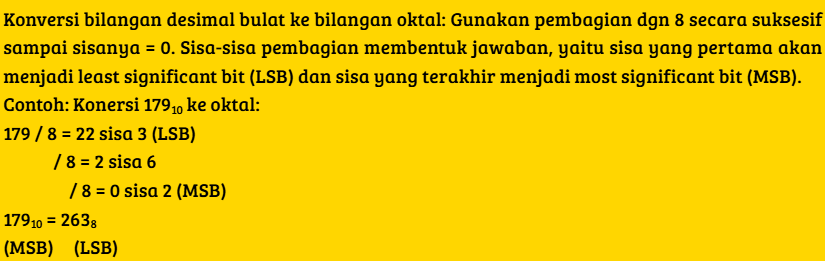 Konversi bilangan desimal bulat ke bilangan oktal: Gunakan pembagian dgn 8 secara suksesif
sampai sisanya = 0. Sisa-sisa pembagian membentuk jawaban, yaitu sisa yang pertama akan
menjadi least significant bit (LSB) dan sisa yang terakhir menjadi most significant bit (MSB).
Contoh: Konersi 179₁₀ ke oktal:
179 / 8 = 22 sisa 3 (LSB)
/ 8 = 2 sisa 6
/ 8 = 0 sisa 2 (MSB)
179₁₀ = 263₈
(MSB) (LSB)